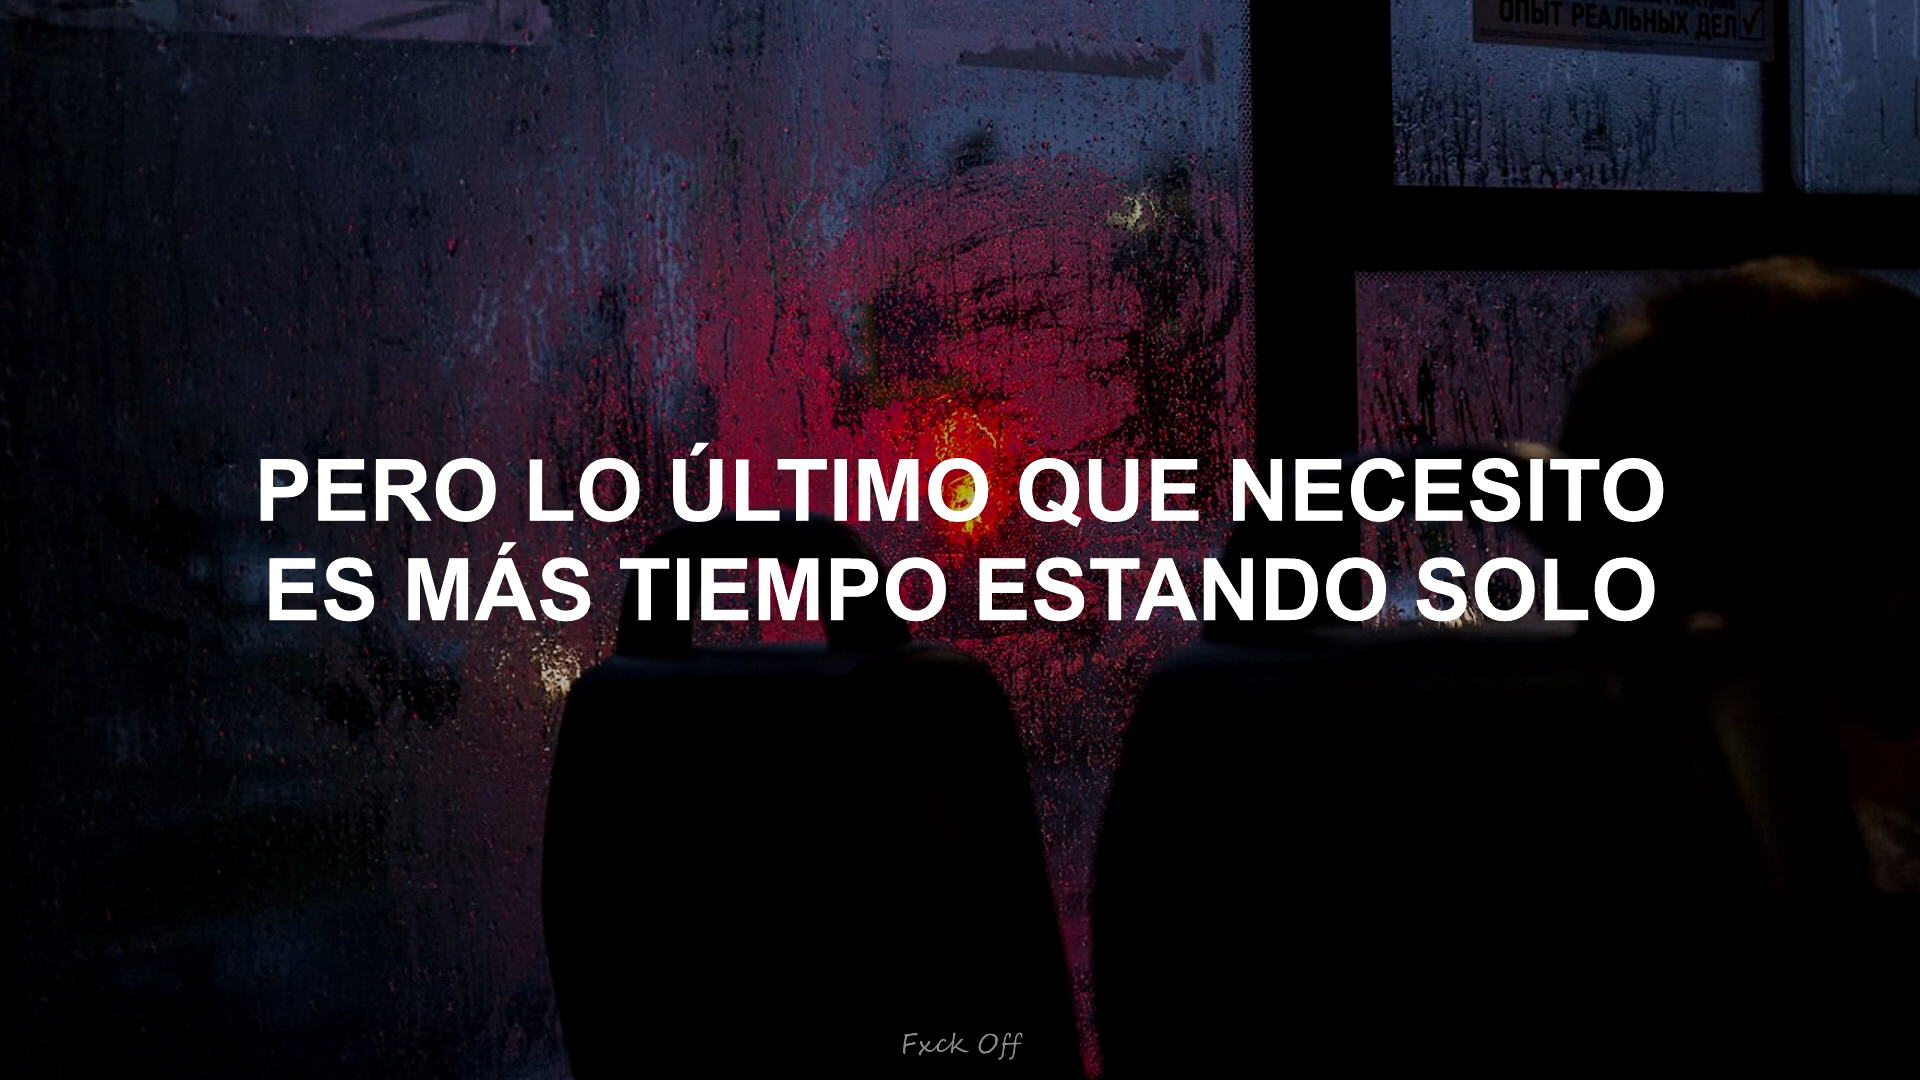 ОПЫТ РЕАЛЬНЫХ ДЕЛ
PERO LO ÚLTIMO QUE NECESITO
ES MÁS TIEMPO ESTANDO SOLO
Fxck Off